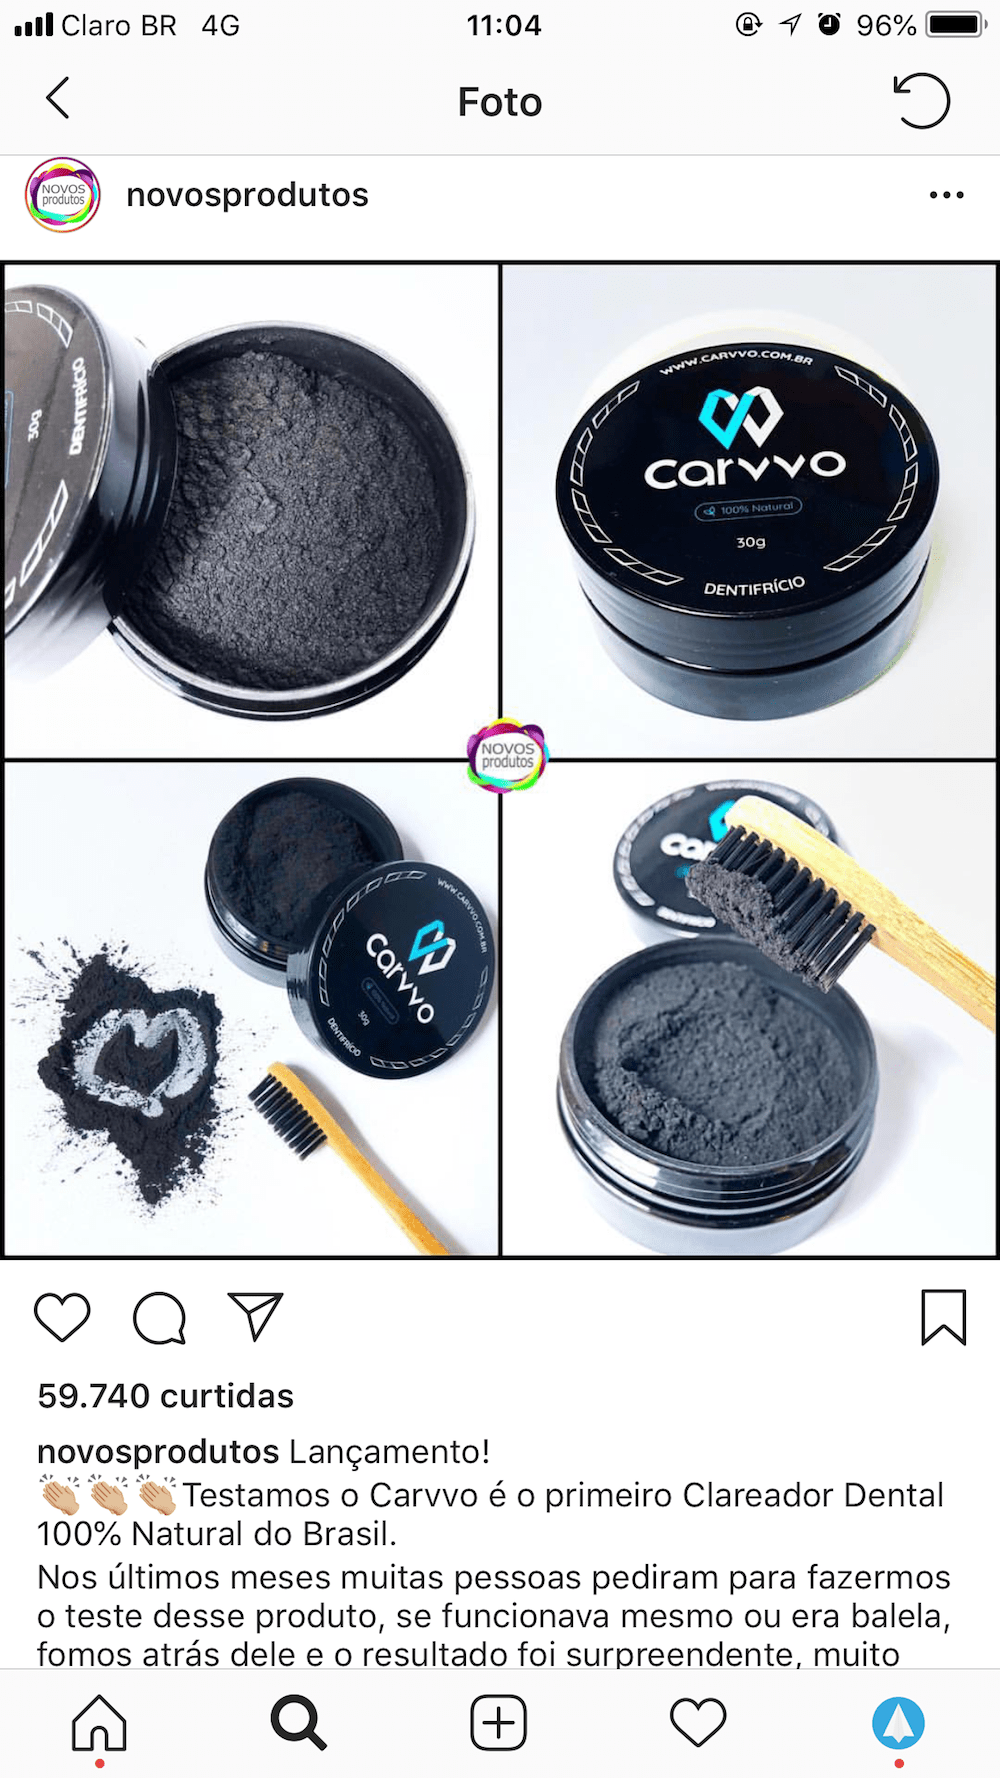 Claro BR 4G 11:04 96%
Foto
NOVOS
produtos
novosprodutos
30g
DENTIFRÍCIO
WWW.CARVVO.COM.BR
carvvo
100% Natural
30g
DENTIFRÍCIO
NOVOS
produtos
WWW.CARVVO.COM.BR
carvvo
100% Natural
30g
DENTIFRÍCIO
59.740 curtidas
novosprodutos Lançamento!
👏🏼👏🏼👏🏼Testamos o Carvvo é o primeiro Clareador Dental
100% Natural do Brasil.
Nos últimos meses muitas pessoas pediram para fazermos
o teste desse produto, se funcionava mesmo ou era balela,
fomos atrás dele e o resultado foi surpreendente, muito